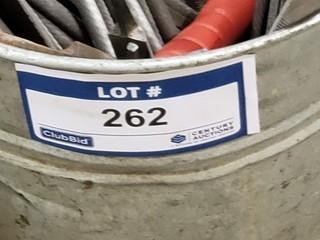 LOT #
262
ClubBid
CENTURY
AUCTIONS